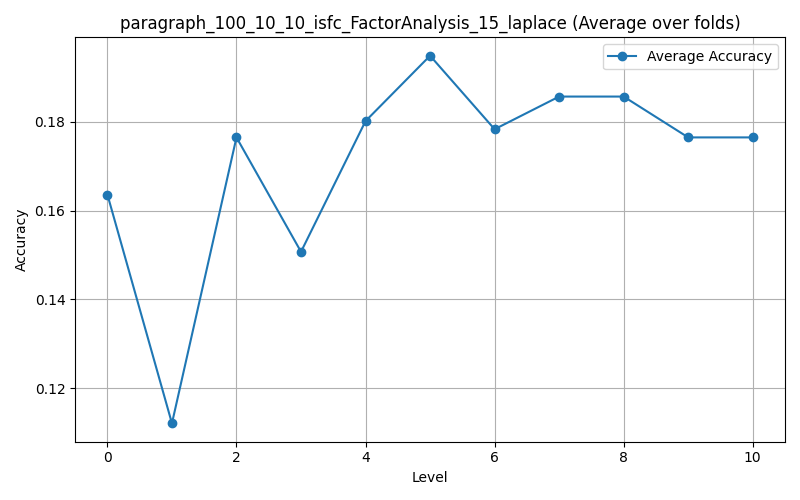 paragraph_100_10_10_isfc_FactorAnalysis_15_laplace (Average over folds)
Average Accuracy
Accuracy
0.18
0.16
0.14
0.12
0 2 4 6 8 10
Level